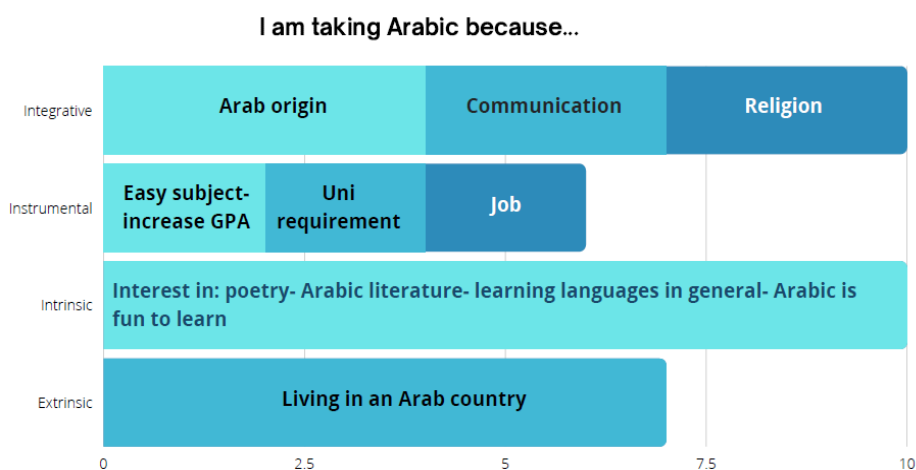 I am taking Arabic because...
Integrative
Arab origin
Communication
Religion
Instrumental
Easy subject-
increase GPA
Uni
requirement
Job
Intrinsic
Interest in: poetry- Arabic literature- learning languages in general- Arabic is
fun to learn
Extrinsic
Living in an Arab country
0
2.5
5
7.5
10